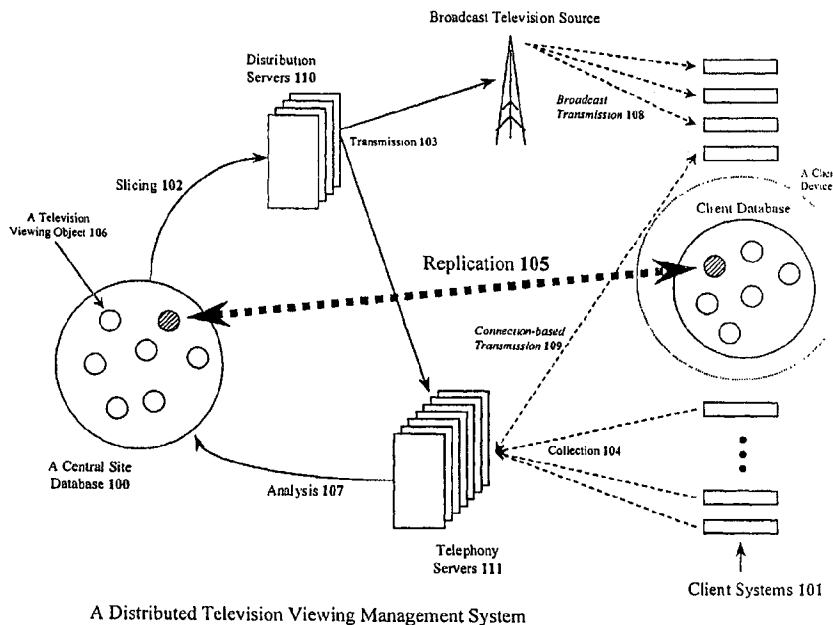 Broadcast Television Source
Distribution
Servers 110
Broadcast
Transmission 108
Transmission 103
Slicing 102
A Client
Device
A Television
Viewing Object 106
Client Database
Replication 105
Connection-based
Transmission 109
Collection 104
A Central Site
Database 100
Analysis 107
Telephony
Servers 111
Client Systems 101
A Distributed Television Viewing Management System